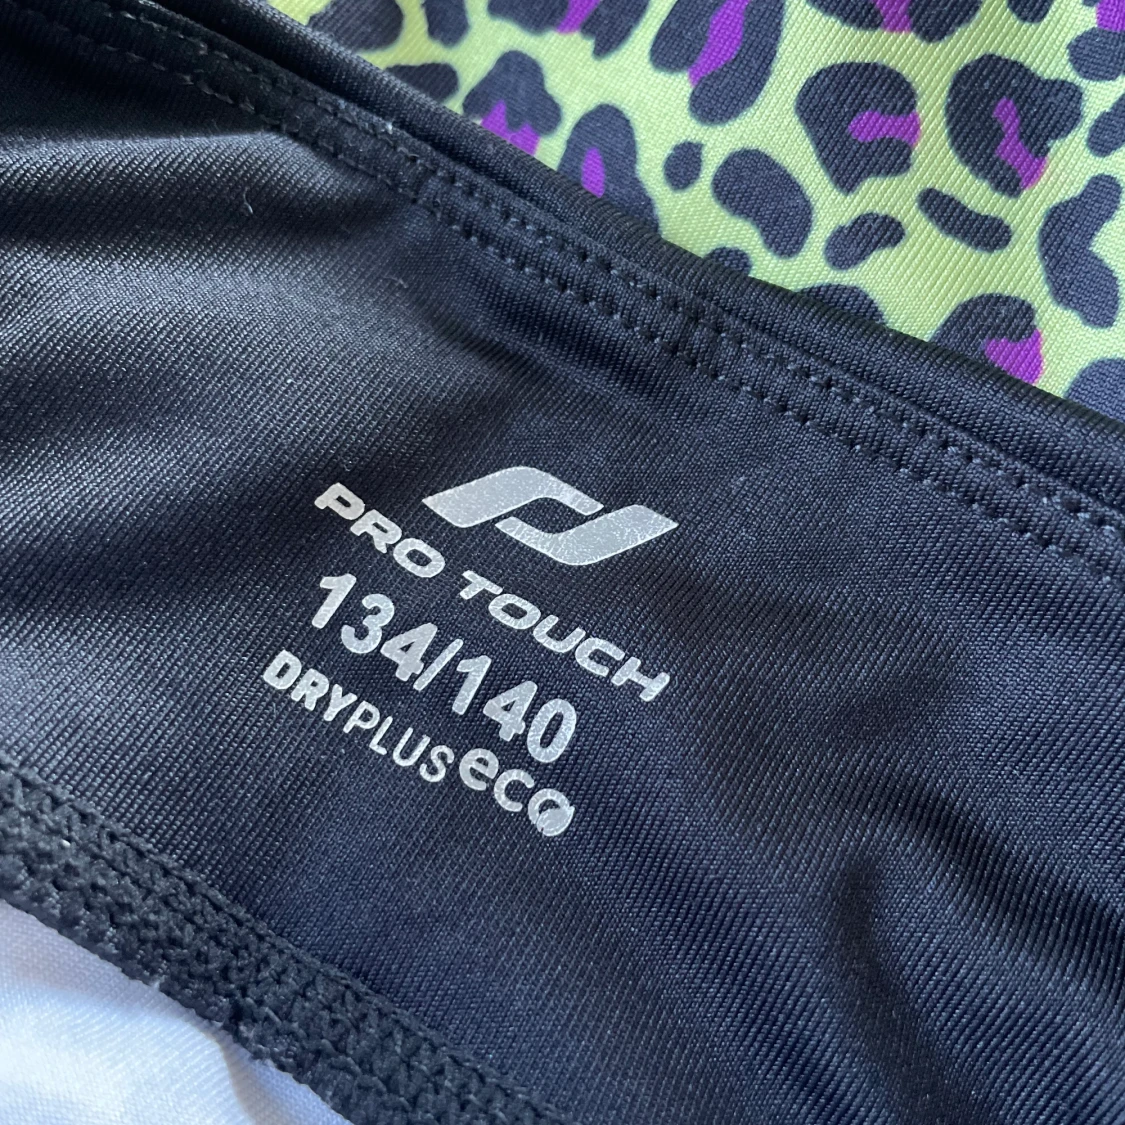 PRO TOUCH
134/140
DRYPLUS eco